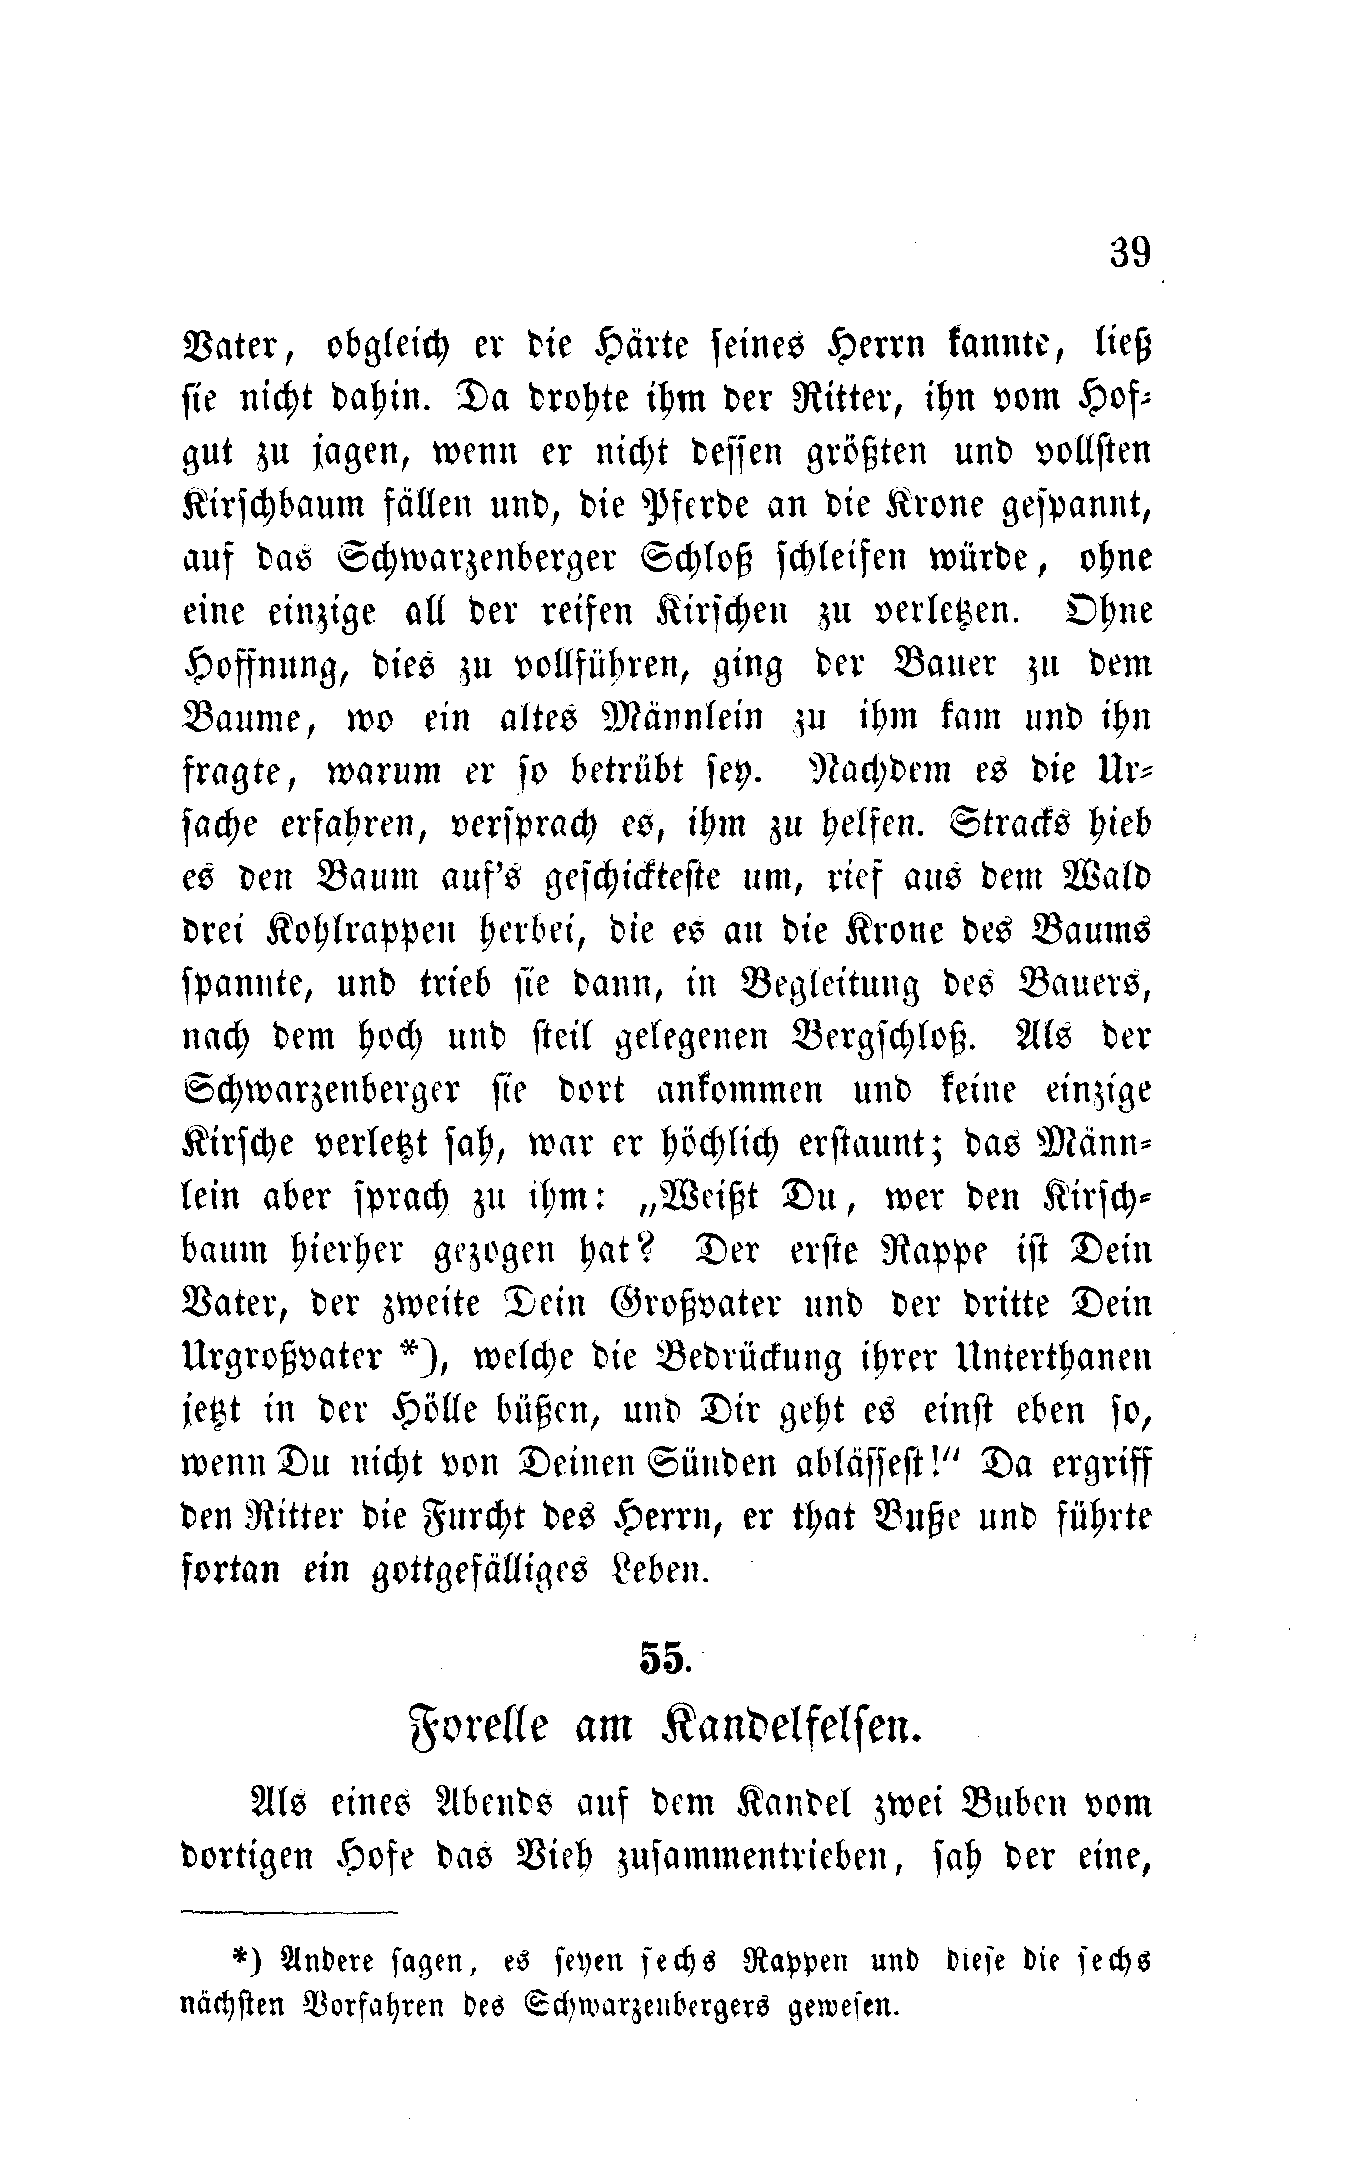 39
Vater, obgleich er die Härte seines Herrn kannte, ließ
sie nicht dahin. Da drohte ihm der Ritter, ihn vom Hof-
gut zu jagen, wenn er nicht dessen größten und vollsten
Kirschbaum fällen und, die Pferde an die Krone gespannt,
auf das Schwarzenberger Schloß schleifen würde, ohne
eine einzige all der reifen Kirschen zu verletzen. Ohne
Hoffnung, dies zu vollführen, ging der Bauer zu dem
Baume, wo ein altes Männlein zu ihm kam und ihn
fragte, warum er so betrübt sey. Nachdem es die Ur-
sache erfahren, versprach es, ihm zu helfen. Stracks hieb
es den Baum auf's geschickteste um, rief aus dem Wald
drei Kohlrappen herbei, die es an die Krone des Baums
spannte, und trieb sie dann, in Begleitung des Bauers,
nach dem hoch und steil gelegenen Bergschloß. Als der
Schwarzenberger sie dort ankommen und keine einzige
Kirsche verletzt sah, war er höchlich erstaunt; das Männ-
lein aber sprach zu ihm: „Weißt Du, wer den Kirsch-
baum hierher gezogen hat? Der erste Rappe ist Dein
Vater, der zweite Dein Großvater und der dritte Dein
Urgroßvater *), welche die Bedrückung ihrer Unterthanen
jetzt in der Hölle büßen, und Dir geht es einst eben so,
wenn Du nicht von Deinen Sünden ablässest!“ Da ergriff
den Ritter die Furcht des Herrn, er that Buße und führte
fortan ein gottgefälliges Leben.
55.
Forelle am Kandelfelsen.
Als eines Abends auf dem Kandel zwei Buben vom
dortigen Hofe das Vieh zusammentrieben, sah der eine,
*) Andere sagen, es seyen sechs Rappen und diese die sechs
nächsten Vorfahren des Schwarzenbergers gewesen.